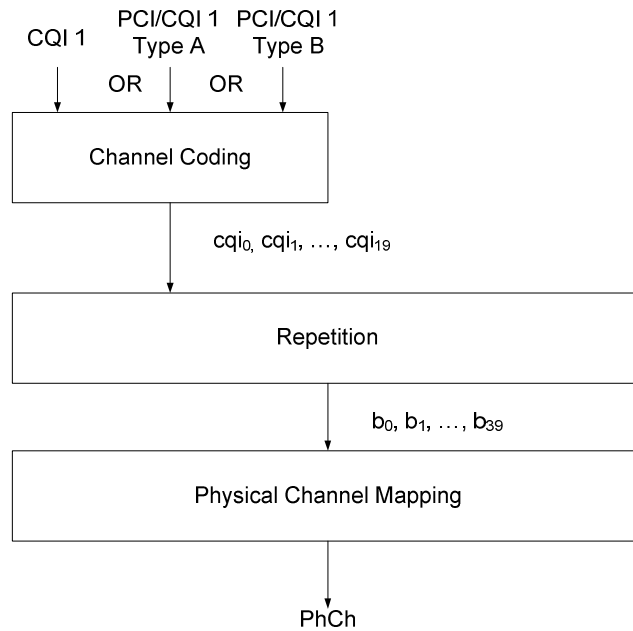 CQI 1
PCI/CQI 1
Type A
PCI/CQI 1
Type B
OR
OR
Channel Coding
cqi₀, cqi₁, …, cqi₁₉
Repetition
b₀, b₁, …, b₃₉
Physical Channel Mapping
PhCh